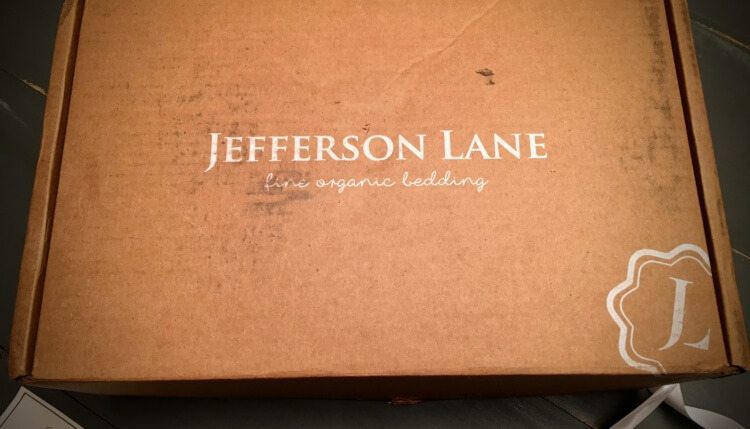 JEFFERSON LANE
fine organic bedding
JL